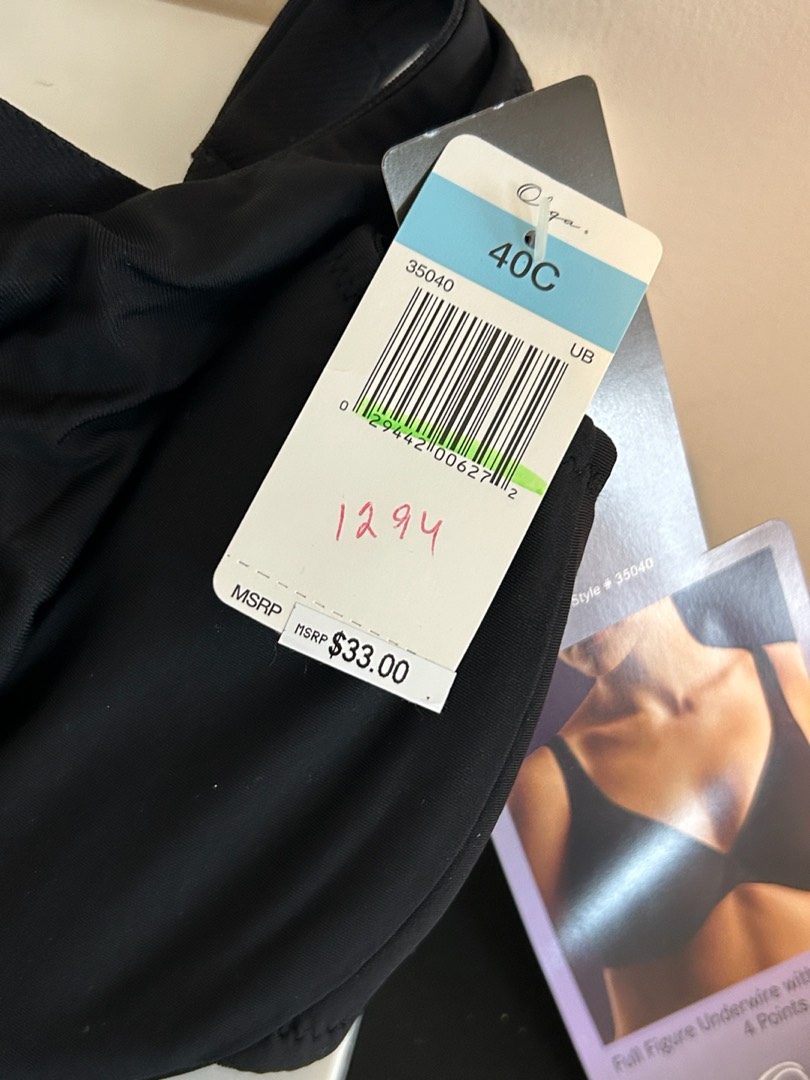 Olga.
40C
35040
UB
0 29442 00627 2
1294
MSRP
MSRP $33.00
Style # 35040
Full Figure Underwire with
4 Points